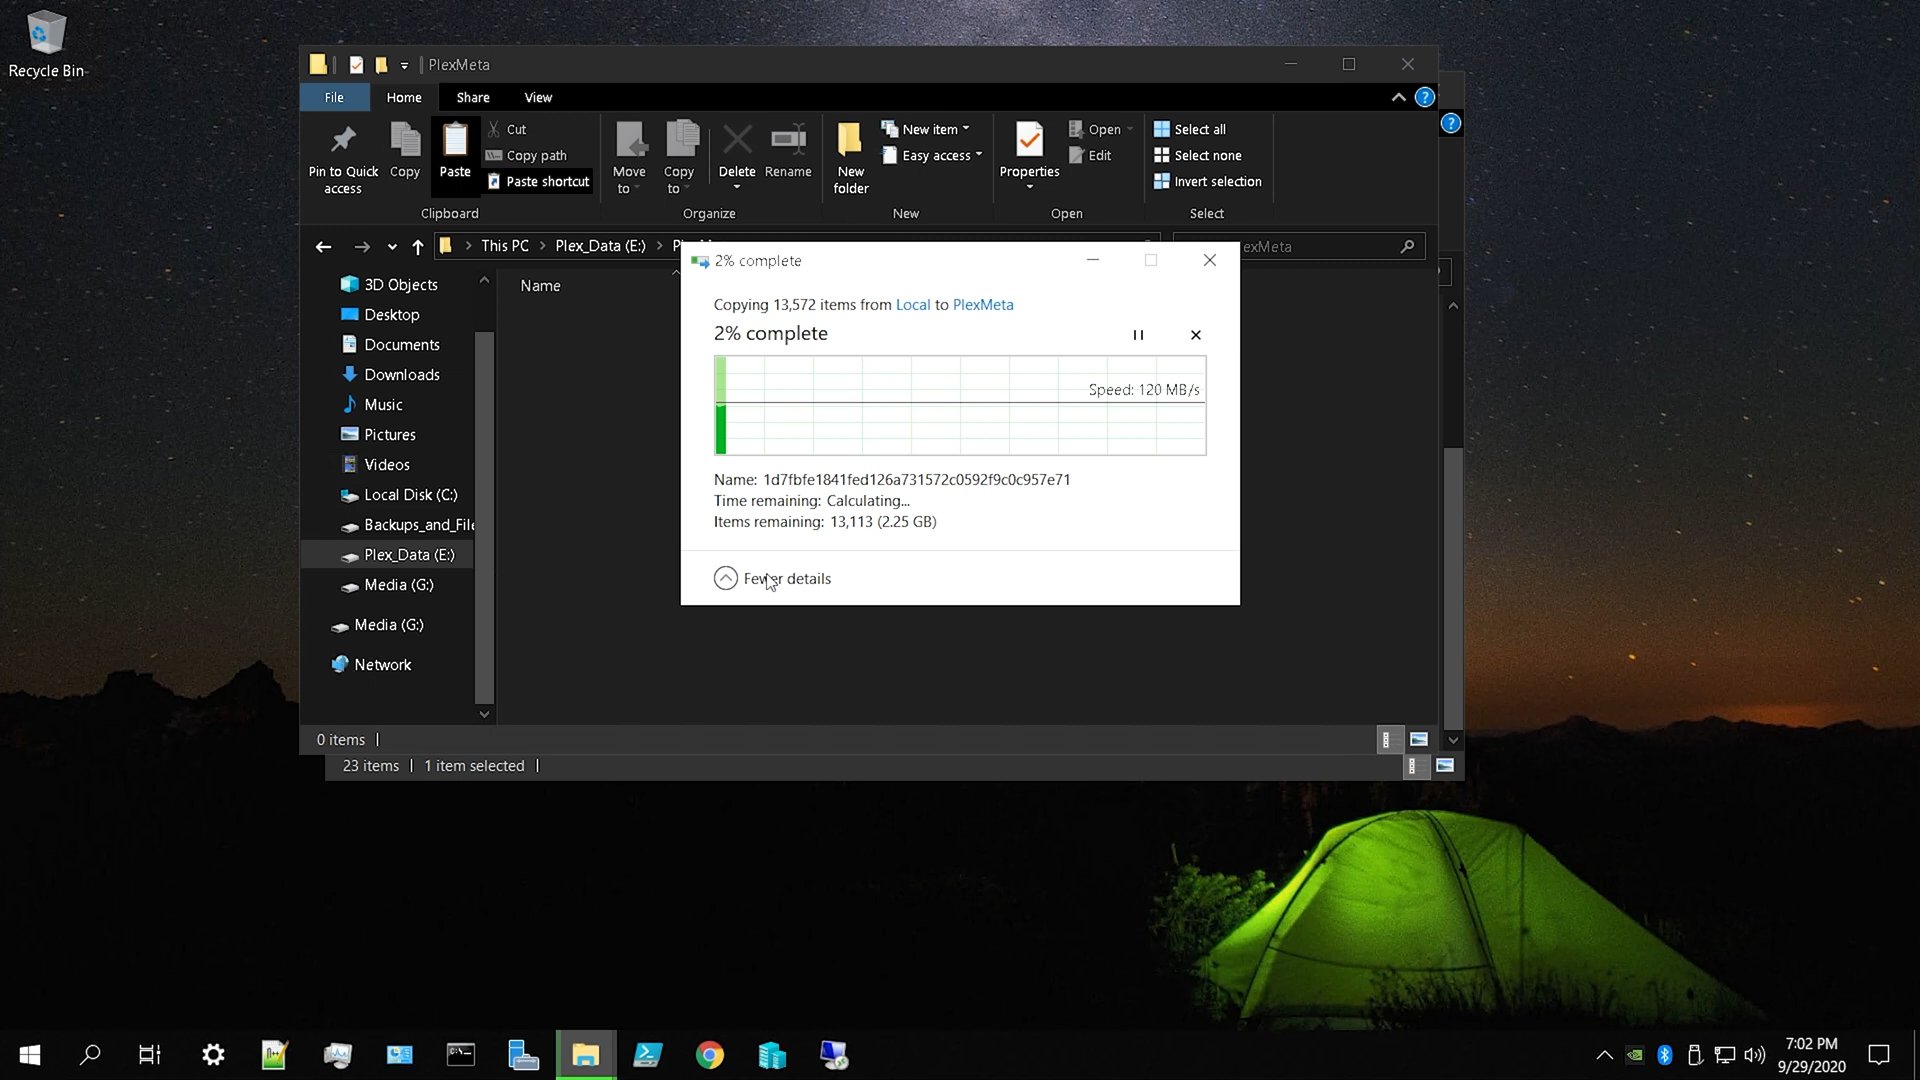 Recycle Bin
PlexMeta
File
Home
Share
View
Pin to Quick access
Copy
Paste
Cut
Copy path
Paste shortcut
Clipboard
Move to
Copy to
Delete
Rename
Organize
New folder
New item
Easy access
New
Properties
Open
Edit
Open
Select all
Select none
Invert selection
Select
This PC
Plex_Data (E:)
exMeta
3D Objects
Desktop
Documents
Downloads
Music
Pictures
Videos
Local Disk (C:)
Backups_and_File
Plex_Data (E:)
Media (G:)
Media (G:)
Network
Name
2% complete
Copying 13,572 items from Local to PlexMeta
2% complete
Speed: 120 MB/s
Name: 1d7fbfe1841fed126a731572c0592f9c0c957e71
Time remaining: Calculating...
Items remaining: 13,113 (2.25 GB)
Fewer details
0 items
23 items
1 item selected
7:02 PM
9/29/2020